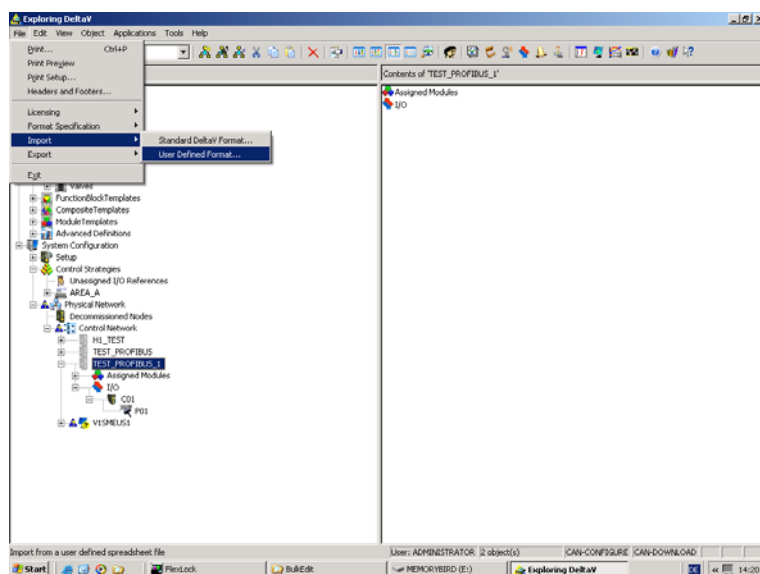 Exploring DeltaV
File Edit View Object Applications Tools Help
Print... Ctrl+P
Print Preview
Print Setup...
Headers and Footers...
Licensing
Format Specification
Import
Export
Exit
Standard DeltaV Format...
User Defined Format...
Contents of 'TEST_PROFIBUS_1'
Assigned Modules
I/O
Valves
FunctionBlockTemplates
CompositeTemplates
ModuleTemplates
Advanced Definitions
System Configuration
Setup
Control Strategies
Unassigned I/O References
AREA_A
Physical Network
Decommissioned Nodes
Control Network
H1_TEST
TEST_PROFIBUS
TEST_PROFIBUS_1
Assigned Modules
I/O
C01
P01
V1SMEUS1
Import from a user defined spreadsheet file
User: ADMINISTRATOR 2 object(s) CAN-CONFIGURE CAN-DOWNLOAD
Start FlexLock BulkEdit MEMORYBIRD (E:) Exploring DeltaV DE « 14:20